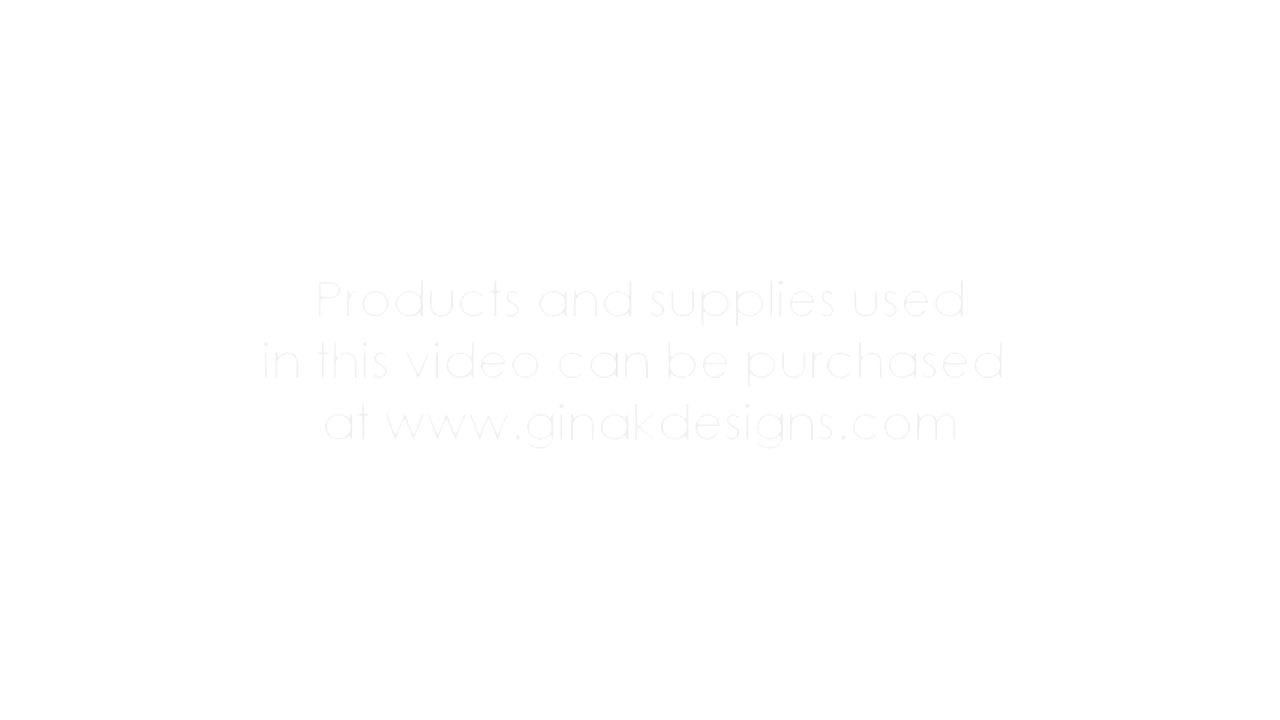 Products and supplies used
in this video can be purchased
at www.ginakdesigns.com